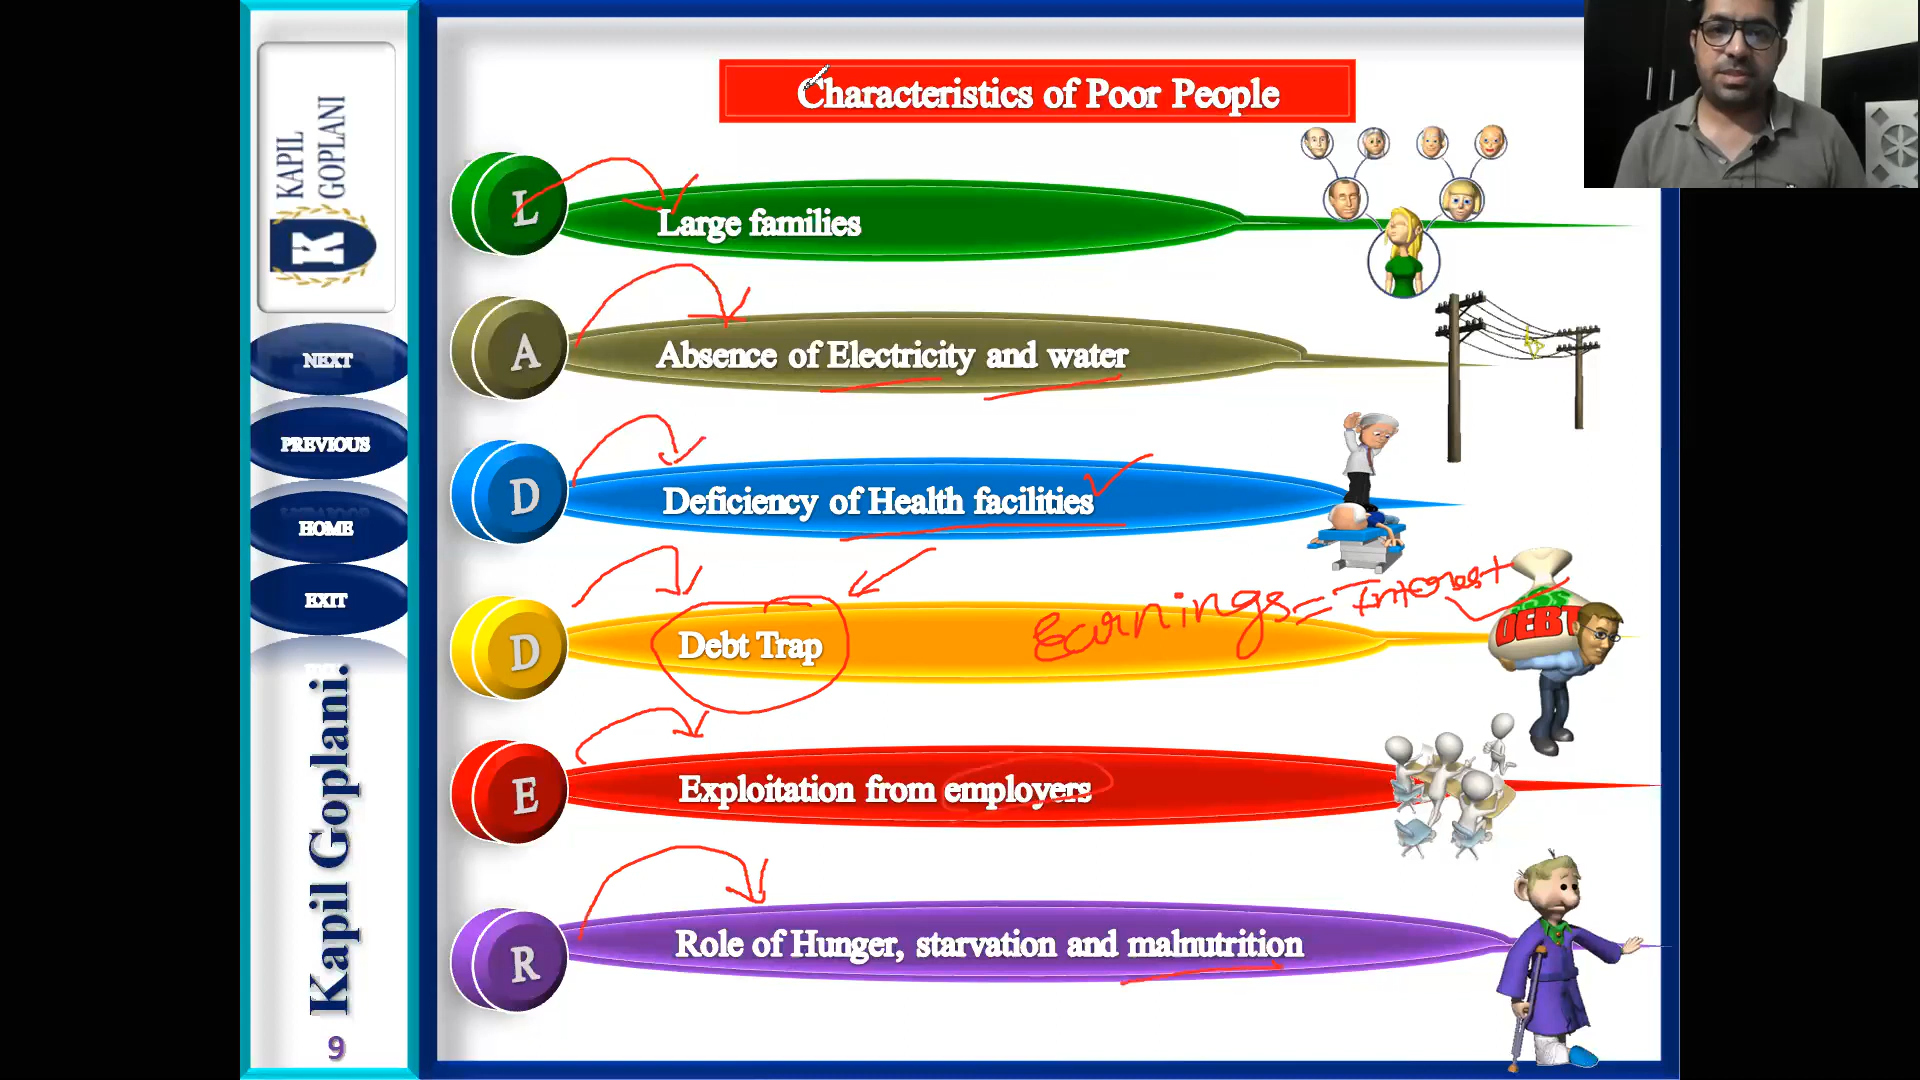 Characteristics of Poor People
KAPIL
GOPLANI
K
L
Large families
A
Absence of Electricity and water
NEXT
PREVIOUS
D
Deficiency of Health facilities
HOME
EXIT
D
Debt Trap
Earnings = Interest
DEBT
E
Exploitation from employers
R
Role of Hunger, starvation and malnutrition
Kapil Goplani.
9